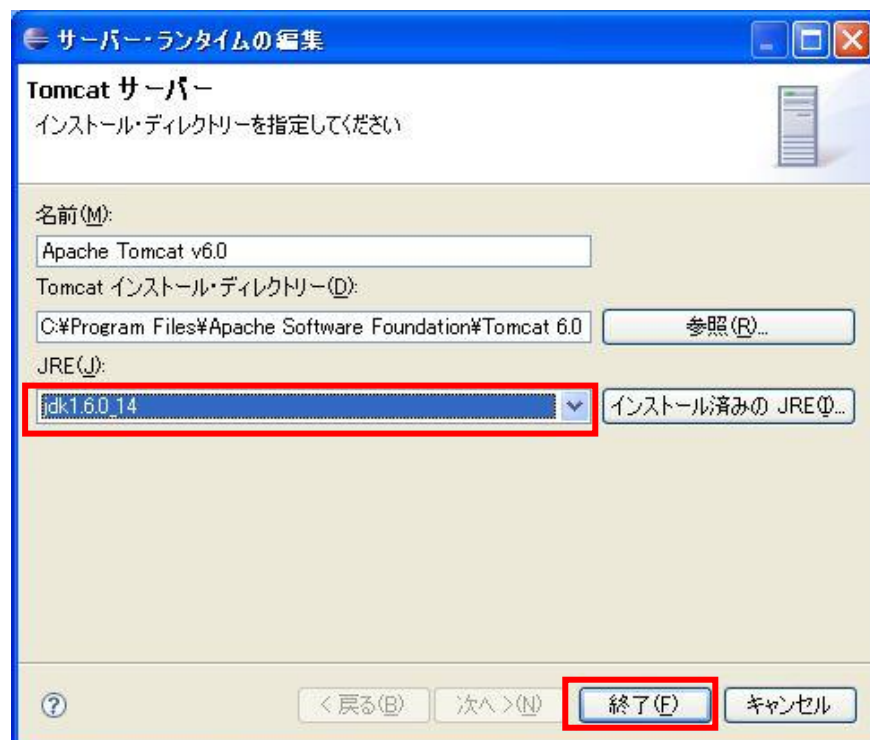 サーバー・ランタイムの編集
Tomcat サーバー
インストール・ディレクトリーを指定してください
名前(M):
Apache Tomcat v6.0
Tomcat インストール・ディレクトリー(D):
C:¥Program Files¥Apache Software Foundation¥Tomcat 6.0
参照(R)...
JRE(J):
jdk1.6.0_14
インストール済みの JRE(I)...
< 戻る(B)
次へ >(N)
終了(F)
キャンセル